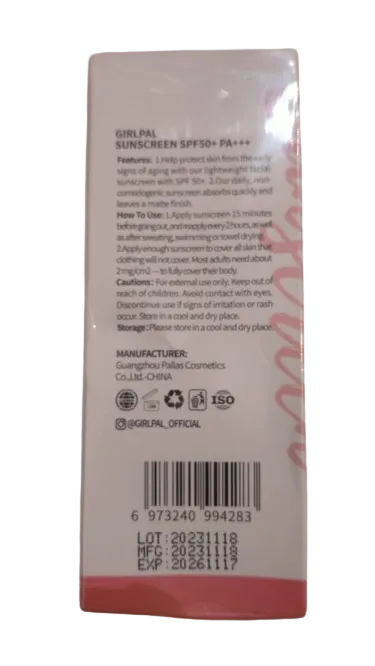 GIRLPAL
SUNSCREEN SPF50+ PA+++
Features: 1.Help protect skin from the early
signs of aging with our lightweight facial
sunscreen with SPF 50+. 2.Our daily, non-
comedogenic sunscreen absorbs quickly and
leaves a matte finish.
How To Use: 1.Apply sunscreen 15 minutes
before going out, and reapply every 2 hours, as well
as after sweating, swimming or towel drying.
2.Apply enough sunscreen to cover all skin that
clothing will not cover. Most adults need about
2mg/cm2 — to fully cover their body.
Cautions: For external use only. Keep out of
reach of children. Avoid contact with eyes.
Discontinue use if signs of irritation or rash
occur. Store in a cool and dry place.
Storage: Please store in a cool and dry place.
MANUFACTURER:
Guangzhou Pallas Cosmetics
Co.,Ltd.-CHINA
ISO
@GIRLPAL_OFFICIAL
6 973240 994283
LOT:20231118
MFG:20231118
EXP:20261117